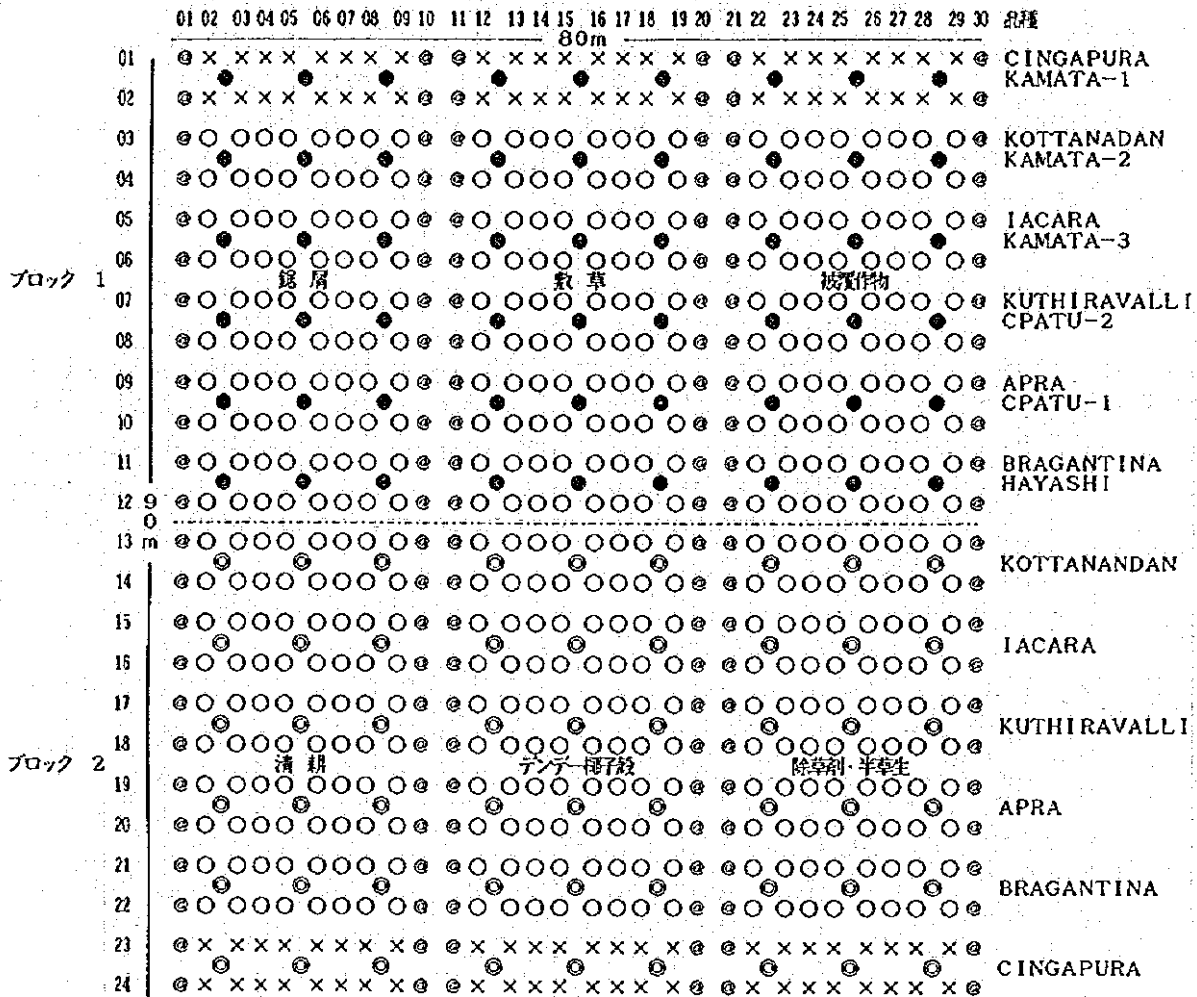 01 02 03 04 05 06 07 08 09 10 11 12 13 14 15 16 17 18 19 20 21 22 23 24 25 26 27 28 29 30 品種
80m
01 @ × × × × × × × × @ @ × × × × × × × × @ @ × × × × × × × × @ CINGAPURA
● ● ● ● ● ● ● ● ● KAMATA-1
02 @ × × × × × × × × @ @ × × × × × × × × @ @ × × × × × × × × @
03 @ ○ ○ ○ ○ ○ ○ ○ ○ @ @ ○ ○ ○ ○ ○ ○ ○ ○ @ @ ○ ○ ○ ○ ○ ○ ○ ○ @ KOTTANADAN
● ● ● ● ● ● ● ● ● KAMATA-2
04 @ ○ ○ ○ ○ ○ ○ ○ ○ @ @ ○ ○ ○ ○ ○ ○ ○ ○ @ @ ○ ○ ○ ○ ○ ○ ○ ○ @
05 @ ○ ○ ○ ○ ○ ○ ○ ○ @ @ ○ ○ ○ ○ ○ ○ ○ ○ @ @ ○ ○ ○ ○ ○ ○ ○ ○ @ IACARA
● ● ● ● ● ● ● ● ● KAMATA-3
06 @ ○ ○ ○ ○ ○ ○ ○ ○ @ @ ○ ○ ○ ○ ○ ○ ○ ○ @ @ ○ ○ ○ ○ ○ ○ ○ ○ @
ブロック 1 鋸屑 敷草 被覆作物
07 @ ○ ○ ○ ○ ○ ○ ○ ○ @ @ ○ ○ ○ ○ ○ ○ ○ ○ @ @ ○ ○ ○ ○ ○ ○ ○ ○ @ KUTHIRAVALLI
● ● ● ● ● ● ● ● ● CPATU-2
08 @ ○ ○ ○ ○ ○ ○ ○ ○ @ @ ○ ○ ○ ○ ○ ○ ○ ○ @ @ ○ ○ ○ ○ ○ ○ ○ ○ @
09 @ ○ ○ ○ ○ ○ ○ ○ ○ @ @ ○ ○ ○ ○ ○ ○ ○ ○ @ @ ○ ○ ○ ○ ○ ○ ○ ○ @ APRA
● ● ● ● ● ● ● ● ● CPATU-1
10 @ ○ ○ ○ ○ ○ ○ ○ ○ @ @ ○ ○ ○ ○ ○ ○ ○ ○ @ @ ○ ○ ○ ○ ○ ○ ○ ○ @
11 @ ○ ○ ○ ○ ○ ○ ○ ○ @ @ ○ ○ ○ ○ ○ ○ ○ ○ @ @ ○ ○ ○ ○ ○ ○ ○ ○ @ BRAGANTINA
● ● ● ● ● ● ● ● ● HAYASHI
12 @ ○ ○ ○ ○ ○ ○ ○ ○ @ @ ○ ○ ○ ○ ○ ○ ○ ○ @ @ ○ ○ ○ ○ ○ ○ ○ ○ @
90m
13 @ ○ ○ ○ ○ ○ ○ ○ ○ @ @ ○ ○ ○ ○ ○ ○ ○ ○ @ @ ○ ○ ○ ○ ○ ○ ○ ○ @
◎ ◎ ◎ ◎ ◎ ◎ ◎ ◎ ◎ KOTTANANDAN
14 @ ○ ○ ○ ○ ○ ○ ○ ○ @ @ ○ ○ ○ ○ ○ ○ ○ ○ @ @ ○ ○ ○ ○ ○ ○ ○ ○ @
15 @ ○ ○ ○ ○ ○ ○ ○ ○ @ @ ○ ○ ○ ○ ○ ○ ○ ○ @ @ ○ ○ ○ ○ ○ ○ ○ ○ @
◎ ◎ ◎ ◎ ◎ ◎ ◎ ◎ ◎ IACARA
16 @ ○ ○ ○ ○ ○ ○ ○ ○ @ @ ○ ○ ○ ○ ○ ○ ○ ○ @ @ ○ ○ ○ ○ ○ ○ ○ ○ @
17 @ ○ ○ ○ ○ ○ ○ ○ ○ @ @ ○ ○ ○ ○ ○ ○ ○ ○ @ @ ○ ○ ○ ○ ○ ○ ○ ○ @
◎ ◎ ◎ ◎ ◎ ◎ ◎ ◎ ◎ KUTHIRAVALLI
18 @ ○ ○ ○ ○ ○ ○ ○ ○ @ @ ○ ○ ○ ○ ○ ○ ○ ○ @ @ ○ ○ ○ ○ ○ ○ ○ ○ @
ブロック 2 清耕 デンデー椰子殻 除草剤・半草生
19 @ ○ ○ ○ ○ ○ ○ ○ ○ @ @ ○ ○ ○ ○ ○ ○ ○ ○ @ @ ○ ○ ○ ○ ○ ○ ○ ○ @
◎ ◎ ◎ ◎ ◎ ◎ ◎ ◎ ◎ APRA
20 @ ○ ○ ○ ○ ○ ○ ○ ○ @ @ ○ ○ ○ ○ ○ ○ ○ ○ @ @ ○ ○ ○ ○ ○ ○ ○ ○ @
21 @ ○ ○ ○ ○ ○ ○ ○ ○ @ @ ○ ○ ○ ○ ○ ○ ○ ○ @ @ ○ ○ ○ ○ ○ ○ ○ ○ @
◎ ◎ ◎ ◎ ◎ ◎ ◎ ◎ ◎ BRAGANTINA
22 @ ○ ○ ○ ○ ○ ○ ○ ○ @ @ ○ ○ ○ ○ ○ ○ ○ ○ @ @ ○ ○ ○ ○ ○ ○ ○ ○ @
23 @ × × × × × × × × @ @ × × × × × × × × @ @ × × × × × × × × @
◎ ◎ ◎ ◎ ◎ ◎ ◎ ◎ ◎ CINGAPURA
24 @ × × × × × × × × @ @ × × × × × × × × @ @ × × × × × × × × @